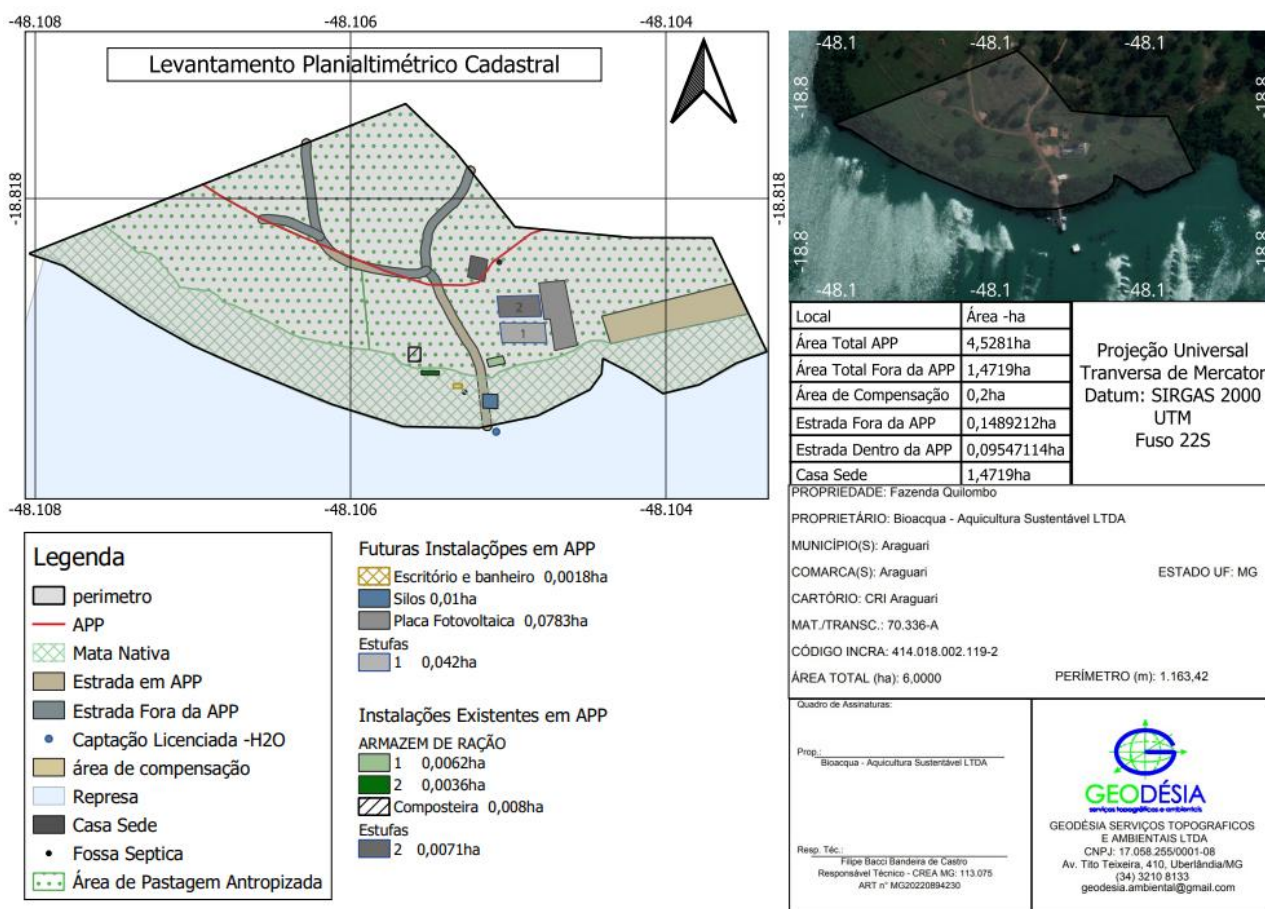 -48.108
-48.106
-48.104
Levantamento Planialtimétrico Cadastral
-18.818
-18.818
2
1
-48.108
-48.106
-48.104
-48.1
-48.1
-48.1
-18.8
-18.8
-18.8
-18.8
-48.1
-48.1
-48.1
Local Área -ha
Área Total APP 4,5281ha
Área Total Fora da APP 1,4719ha
Área de Compensação 0,2ha
Estrada Fora da APP 0,1489212ha
Estrada Dentro da APP 0,09547114ha
Casa Sede 1,4719ha
Projeção Universal
Tranversa de Mercator
Datum: SIRGAS 2000
UTM
Fuso 22S
PROPRIEDADE: Fazenda Quilombo
PROPRIETÁRIO: Bioacqua - Aquicultura Sustentável LTDA
MUNICÍPIO(S): Araguari
COMARCA(S): Araguari ESTADO UF: MG
CARTÓRIO: CRI Araguari
MAT./TRANSC.: 70.336-A
CÓDIGO INCRA: 414.018.002.119-2
ÁREA TOTAL (ha): 6,0000 PERÍMETRO (m): 1.163,42
Legenda
perimetro
APP
Mata Nativa
Estrada em APP
Estrada Fora da APP
Captação Licenciada -H2O
área de compensação
Represa
Casa Sede
Fossa Septica
Área de Pastagem Antropizada
Futuras Instalaçõpes em APP
Escritório e banheiro 0,0018ha
Silos 0,01ha
Placa Fotovoltaica 0,0783ha
Estufas
1 0,042ha
Instalações Existentes em APP
ARMAZEM DE RAÇÃO
1 0,0062ha
2 0,0036ha
Composteira 0,008ha
Estufas
2 0,0071ha
Quadro de Assinaturas:
Prop.:
Bioacqua - Aquicultura Sustentável LTDA
Resp. Téc.:
Filipe Bacci Bandeira de Castro
Responsável Técnico - CREA MG: 113.075
ART n° MG20220894230
GEODÉSIA
serviços topográficos e ambientais
GEODÉSIA SERVIÇOS TOPOGRAFICOS
E AMBIENTAIS LTDA
CNPJ: 17.058.255/0001-08
Av. Tito Teixeira, 410, Uberlândia/MG
(34) 3210 8133
geodesia.ambiental@gmail.com